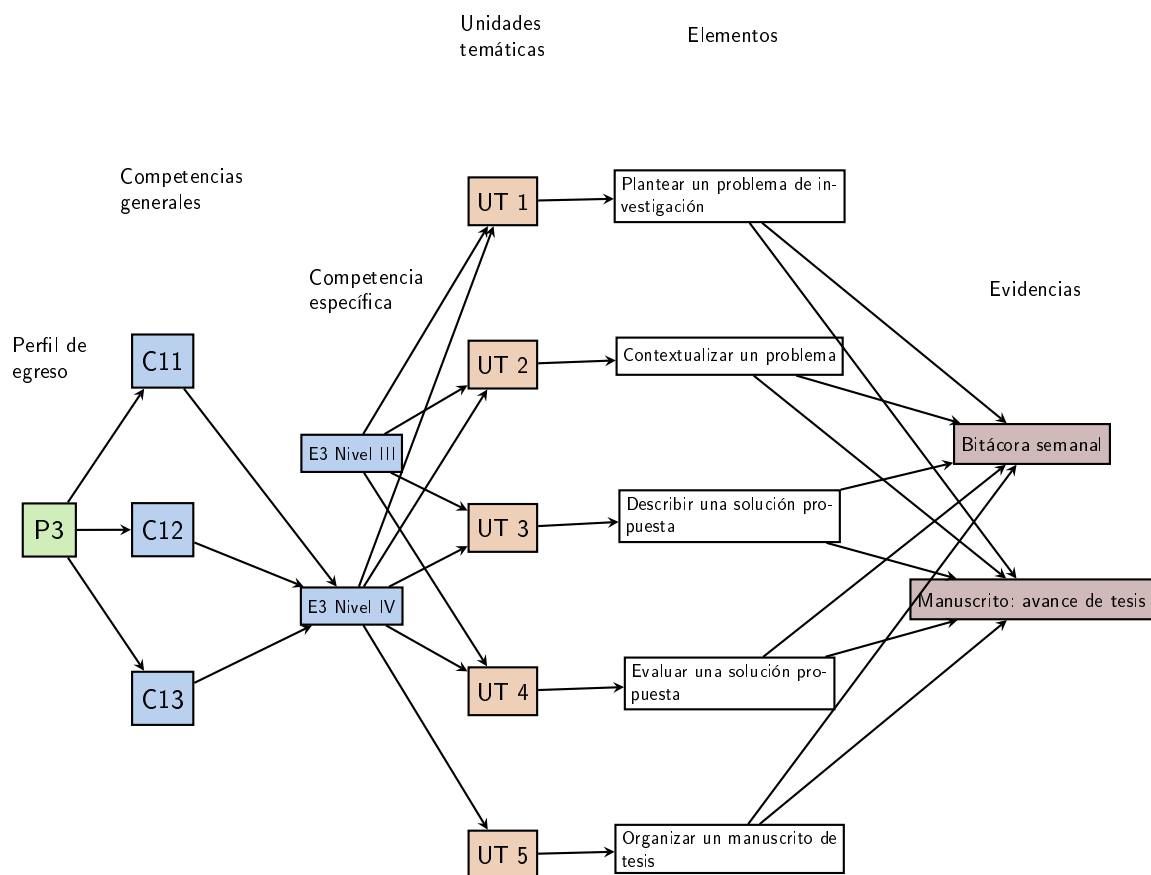 Unidades
temáticas
Elementos
Competencias
generales
UT 1
Plantear un problema de in-
vestigación
Competencia
específica
Evidencias
Perfil de
egreso
C11
UT 2
Contextualizar un problema
E3 Nivel III
Bitácora semanal
P3
C12
UT 3
Describir una solución pro-
puesta
E3 Nivel IV
Manuscrito: avance de tesis
C13
UT 4
Evaluar una solución pro-
puesta
UT 5
Organizar un manuscrito de
tesis